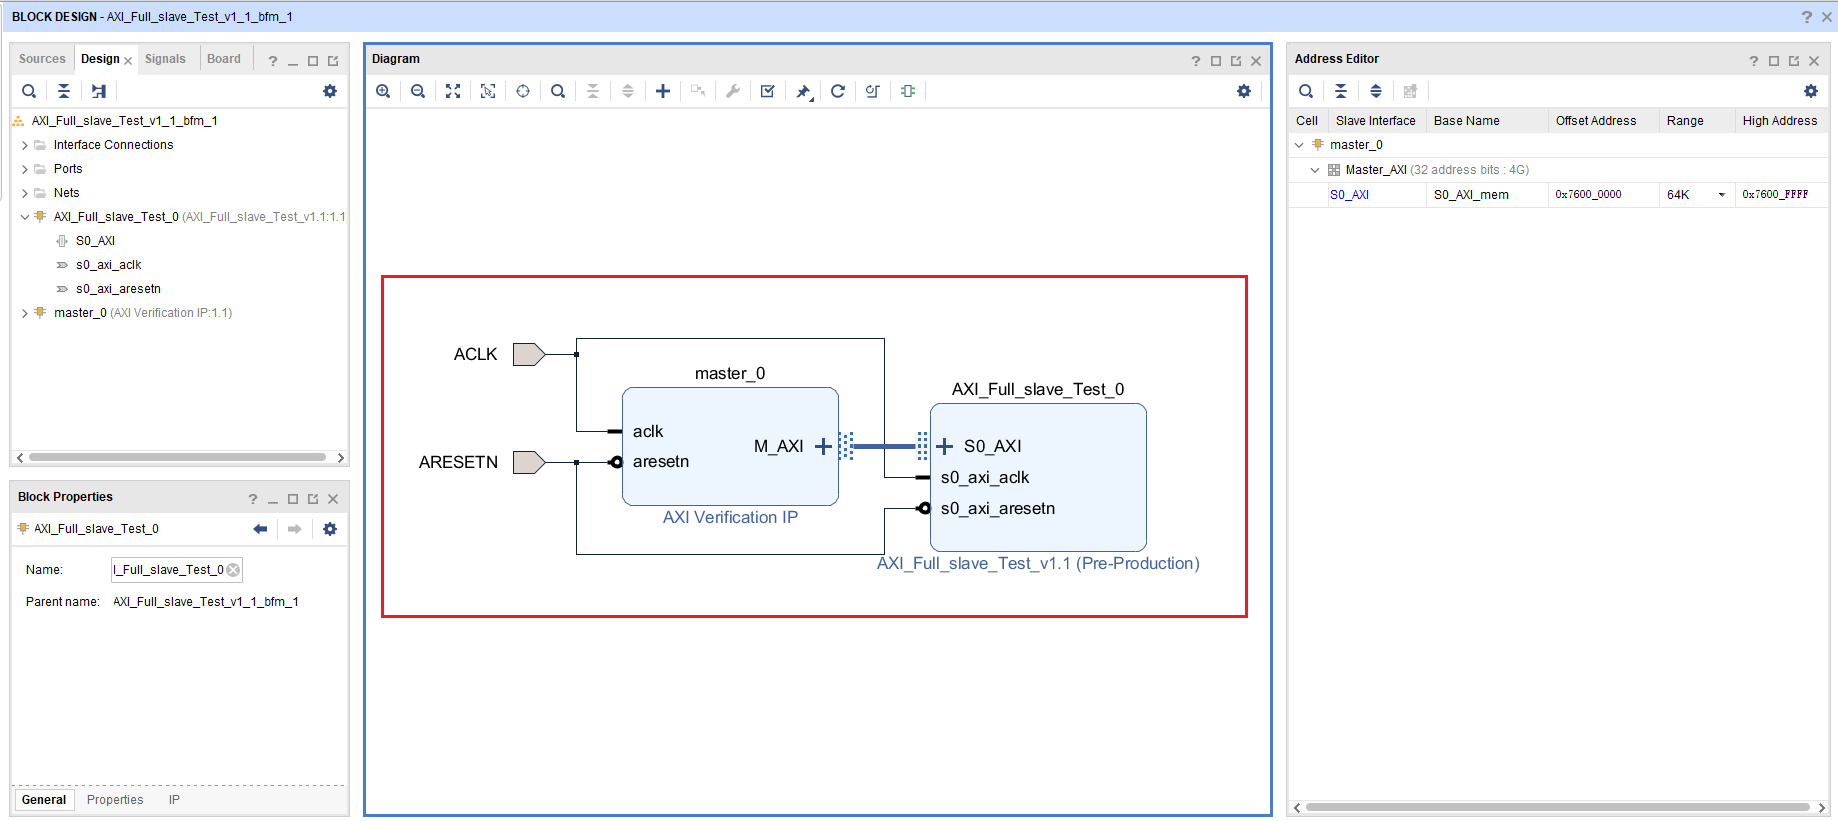 BLOCK DESIGN - AXI_Full_slave_Test_v1_1_bfm_1
Sources Design Signals Board
AXI_Full_slave_Test_v1_1_bfm_1
Interface Connections
Ports
Nets
AXI_Full_slave_Test_0 (AXI_Full_slave_Test_v1.1:1.1
S0_AXI
s0_axi_aclk
s0_axi_aresetn
master_0 (AXI Verification IP:1.1)
Block Properties
AXI_Full_slave_Test_0
Name: I_Full_slave_Test_0
Parent name: AXI_Full_slave_Test_v1_1_bfm_1
General Properties IP
Diagram
ACLK
master_0
AXI_Full_slave_Test_0
aclk
M_AXI
S0_AXI
ARESETN
aresetn
s0_axi_aclk
s0_axi_aresetn
AXI Verification IP
AXI_Full_slave_Test_v1.1 (Pre-Production)
Address Editor
Cell Slave Interface Base Name Offset Address Range High Address
master_0
Master_AXI (32 address bits : 4G)
S0_AXI S0_AXI_mem 0x7600_0000 64K 0x7600_FFFF